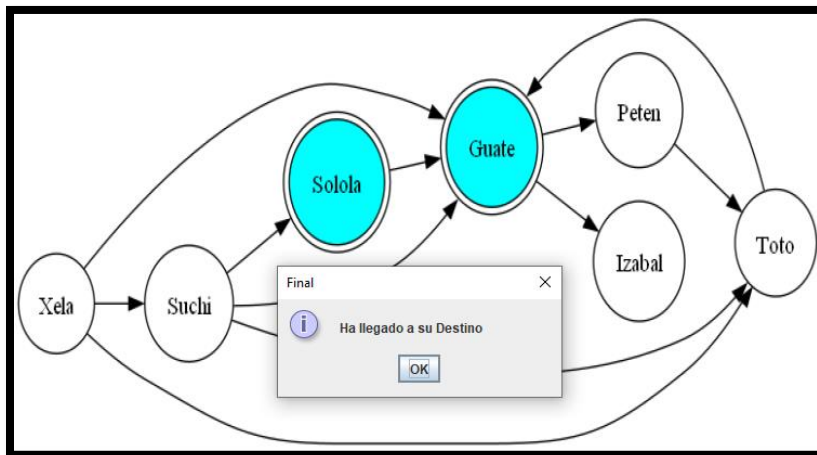 Peten
Guate
Solola
Toto
Izabal
Xela
Suchi
Final
Ha llegado a su Destino
OK